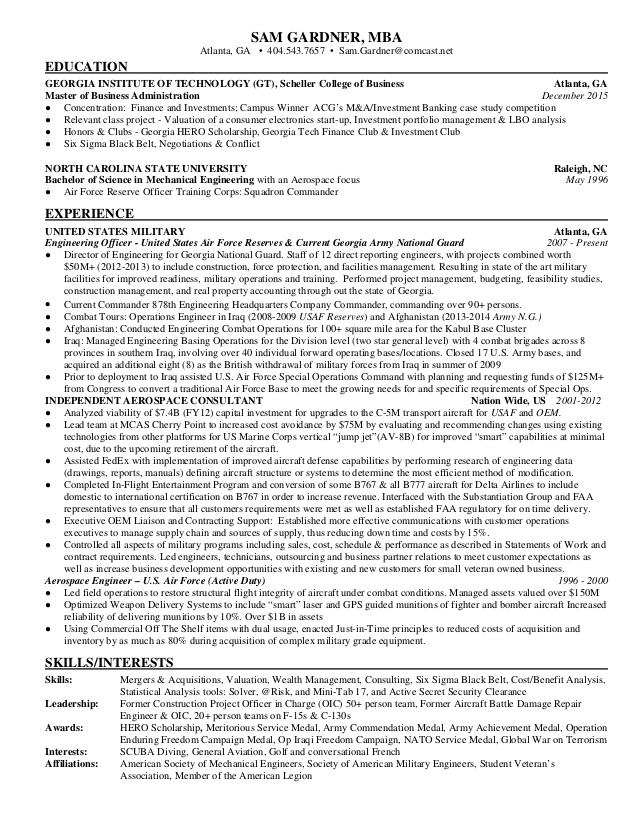 SAM GARDNER, MBA
Atlanta, GA • 404.543.7657 • Sam.Gardner@comcast.net
EDUCATION
GEORGIA INSTITUTE OF TECHNOLOGY (GT), Scheller College of Business Atlanta, GA
Master of Business Administration December 2015
● Concentration: Finance and Investments; Campus Winner ACG's M&A/Investment Banking case study competition
● Relevant class project - Valuation of a consumer electronics start-up, Investment portfolio management & LBO analysis
● Honors & Clubs - Georgia HERO Scholarship, Georgia Tech Finance Club & Investment Club
● Six Sigma Black Belt, Negotiations & Conflict
NORTH CAROLINA STATE UNIVERSITY Raleigh, NC
Bachelor of Science in Mechanical Engineering with an Aerospace focus May 1996
● Air Force Reserve Officer Training Corps: Squadron Commander
EXPERIENCE
UNITED STATES MILITARY Atlanta, GA
Engineering Officer - United States Air Force Reserves & Current Georgia Army National Guard 2007 - Present
● Director of Engineering for Georgia National Guard. Staff of 12 direct reporting engineers, with projects combined worth
$50M+ (2012-2013) to include construction, force protection, and facilities management. Resulting in state of the art military
facilities for improved readiness, military operations and training. Performed project management, budgeting, feasibility studies,
construction management, and real property accounting through out the state of Georgia.
● Current Commander 878th Engineering Headquarters Company Commander, commanding over 90+ persons.
● Combat Tours: Operations Engineer in Iraq (2008-2009 USAF Reserves) and Afghanistan (2013-2014 Army N.G.)
● Afghanistan: Conducted Engineering Combat Operations for 100+ square mile area for the Kabul Base Cluster
● Iraq: Managed Engineering Basing Operations for the Division level (two star general level) with 4 combat brigades across 8
provinces in southern Iraq, involving over 40 individual forward operating bases/locations. Closed 17 U.S. Army bases, and
acquired an additional eight (8) as the British withdrawal of military forces from Iraq in summer of 2009
● Prior to deployment to Iraq assisted U.S. Air Force Special Operations Command with planning and requesting funds of $125M+
from Congress to convert a traditional Air Force Base to meet the growing needs for and specific requirements of Special Ops.
INDEPENDENT AEROSPACE CONSULTANT Nation Wide, US 2001-2012
● Analyzed viability of $7.4B (FY12) capital investment for upgrades to the C-5M transport aircraft for USAF and OEM.
● Lead team at MCAS Cherry Point to increased cost avoidance by $75M by evaluating and recommending changes using existing
technologies from other platforms for US Marine Corps vertical "jump jet"(AV-8B) for improved "smart" capabilities at minimal
cost, due to the upcoming retirement of the aircraft.
● Assisted FedEx with implementation of improved aircraft defense capabilities by performing research of engineering data
(drawings, reports, manuals) defining aircraft structure or systems to determine the most efficient method of modification.
● Completed In-Flight Entertainment Program and conversion of some B767 & all B777 aircraft for Delta Airlines to include
domestic to international certification on B767 in order to increase revenue. Interfaced with the Substantiation Group and FAA
representatives to ensure that all customers requirements were met as well as established FAA regulatory for on time delivery.
● Executive OEM Liaison and Contracting Support: Established more effective communications with customer operations
executives to manage supply chain and sources of supply, thus reducing down time and costs by 15%.
● Controlled all aspects of military programs including sales, cost, schedule & performance as described in Statements of Work and
contract requirements. Led engineers, technicians, outsourcing and business partner relations to meet customer expectations as
well as increase business development opportunities with existing and new customers for small veteran owned business.
Aerospace Engineer – U.S. Air Force (Active Duty) 1996 - 2000
● Led field operations to restore structural flight integrity of aircraft under combat conditions. Managed assets valued over $150M
● Optimized Weapon Delivery Systems to include "smart" laser and GPS guided munitions of fighter and bomber aircraft Increased
reliability of delivering munitions by 10%. Over $1B in assets
● Using Commercial Off The Shelf items with dual usage, enacted Just-in-Time principles to reduced costs of acquisition and
inventory by as much as 80% during acquisition of complex military grade equipment.
SKILLS/INTERESTS
Skills: Mergers & Acquisitions, Valuation, Wealth Management, Consulting, Six Sigma Black Belt, Cost/Benefit Analysis,
Statistical Analysis tools: Solver, @Risk, and Mini-Tab 17, and Active Secret Security Clearance
Leadership: Former Construction Project Officer in Charge (OIC) 50+ person team, Former Aircraft Battle Damage Repair
Engineer & OIC, 20+ person teams on F-15s & C-130s
Awards: HERO Scholarship, Meritorious Service Medal, Army Commendation Medal, Army Achievement Medal, Operation
Enduring Freedom Campaign Medal, Op Iraqi Freedom Campaign, NATO Service Medal, Global War on Terrorism
Interests: SCUBA Diving, General Aviation, Golf and conversational French
Affiliations: American Society of Mechanical Engineers, Society of American Military Engineers, Student Veteran's
Association, Member of the American Legion